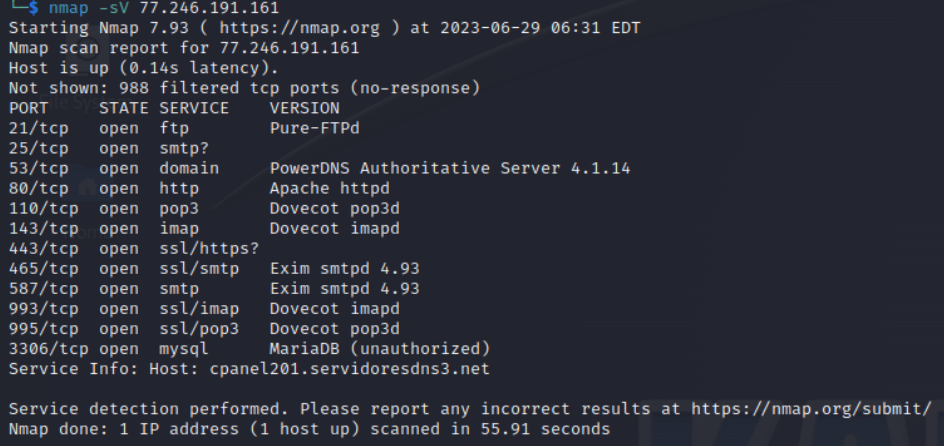 └─$ nmap -sV 77.246.191.161
Starting Nmap 7.93 ( https://nmap.org ) at 2023-06-29 06:31 EDT
Nmap scan report for 77.246.191.161
Host is up (0.14s latency).
Not shown: 988 filtered tcp ports (no-response)
PORT     STATE SERVICE    VERSION
21/tcp   open  ftp        Pure-FTPd
25/tcp   open  smtp?
53/tcp   open  domain     PowerDNS Authoritative Server 4.1.14
80/tcp   open  http       Apache httpd
110/tcp  open  pop3       Dovecot pop3d
143/tcp  open  imap       Dovecot imapd
443/tcp  open  ssl/https?
465/tcp  open  ssl/smtp   Exim smtpd 4.93
587/tcp  open  smtp       Exim smtpd 4.93
993/tcp  open  ssl/imap   Dovecot imapd
995/tcp  open  ssl/pop3   Dovecot pop3d
3306/tcp open  mysql      MariaDB (unauthorized)
Service Info: Host: cpanel201.servidoresdns3.net

Service detection performed. Please report any incorrect results at https://nmap.org/submit/
Nmap done: 1 IP address (1 host up) scanned in 55.91 seconds